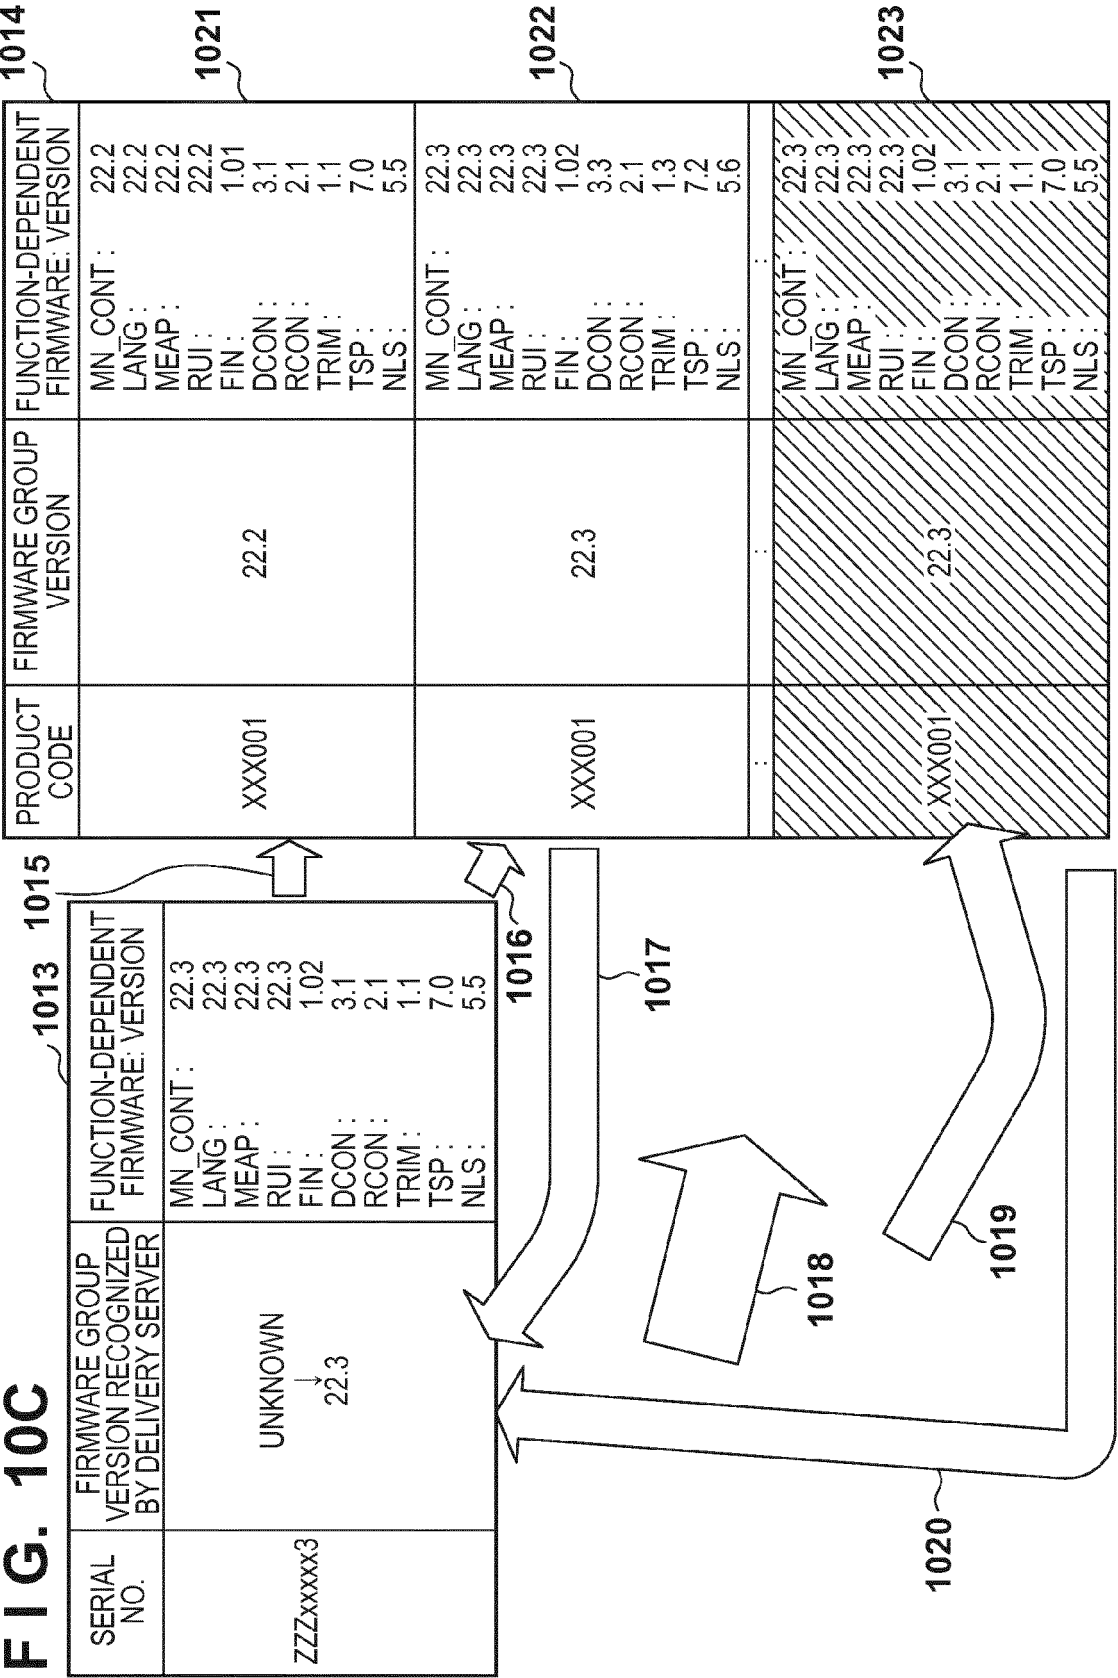 FIG. 10C
1013
SERIAL
NO.
FIRMWARE GROUP
VERSION RECOGNIZED
BY DELIVERY SERVER
FUNCTION-DEPENDENT
FIRMWARE: VERSION
ZZZxxxxx3
UNKNOWN
→
22.3
MN_CONT : 22.3
LANG : 22.3
MEAP : 22.3
RUI : 22.3
FIN : 1.02
DCON : 3.1
RCON : 2.1
TRIM : 1.1
TSP : 7.0
NLS : 5.5
1015
1016
1017
1018
1019
1020
1014
PRODUCT
CODE
FIRMWARE GROUP
VERSION
FUNCTION-DEPENDENT
FIRMWARE: VERSION
XXX001
22.2
MN_CONT : 22.2
LANG : 22.2
MEAP : 22.2
RUI : 22.2
FIN : 1.01
DCON : 3.1
RCON : 2.1
TRIM : 1.1
TSP : 7.0
NLS : 5.5
1021
XXX001
22.3
MN_CONT : 22.3
LANG : 22.3
MEAP : 22.3
RUI : 22.3
FIN : 1.02
DCON : 3.3
RCON : 2.1
TRIM : 1.3
TSP : 7.2
NLS : 5.6
1022
: : :
XXX001
22.3
MN_CONT : 22.3
LANG : 22.3
MEAP : 22.3
RUI : 22.3
FIN : 1.02
DCON : 3.1
RCON : 2.1
TRIM : 1.1
TSP : 7.0
NLS : 5.5
1023